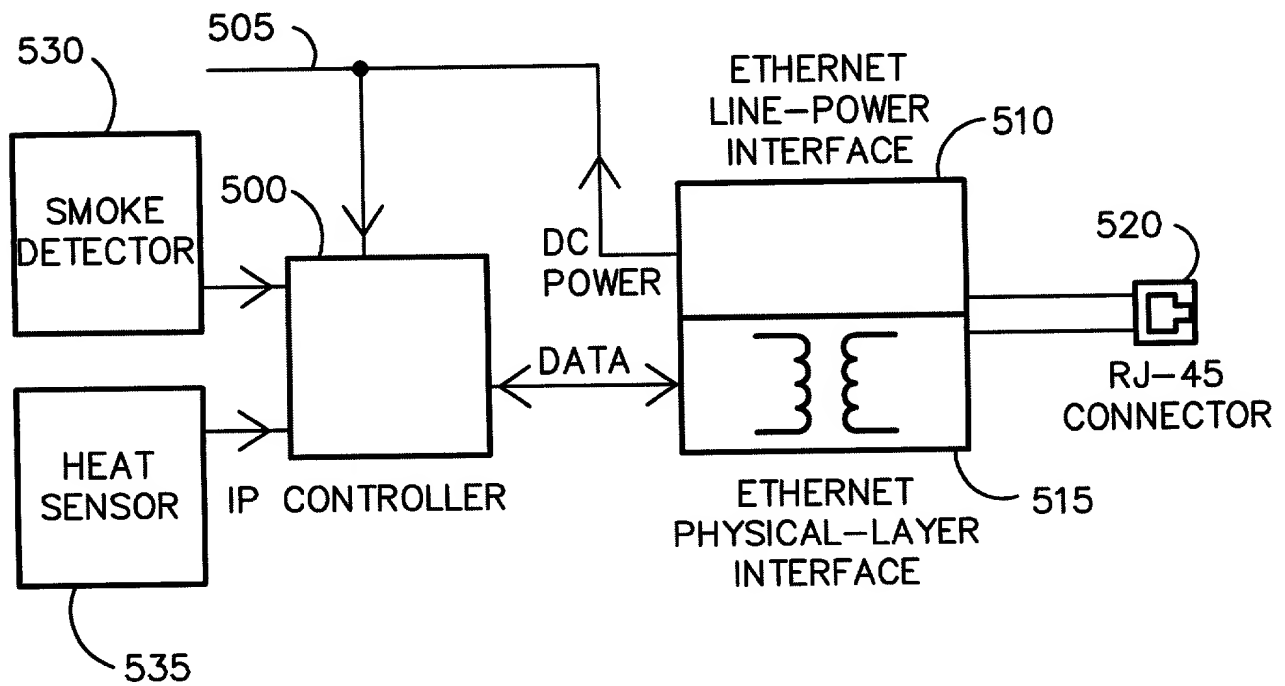 530
505
ETHERNET
LINE-POWER
INTERFACE
510
SMOKE
DETECTOR
500
DC
POWER
520
DATA
RJ-45
CONNECTOR
HEAT
SENSOR
IP CONTROLLER
ETHERNET
PHYSICAL-LAYER
INTERFACE
515
535